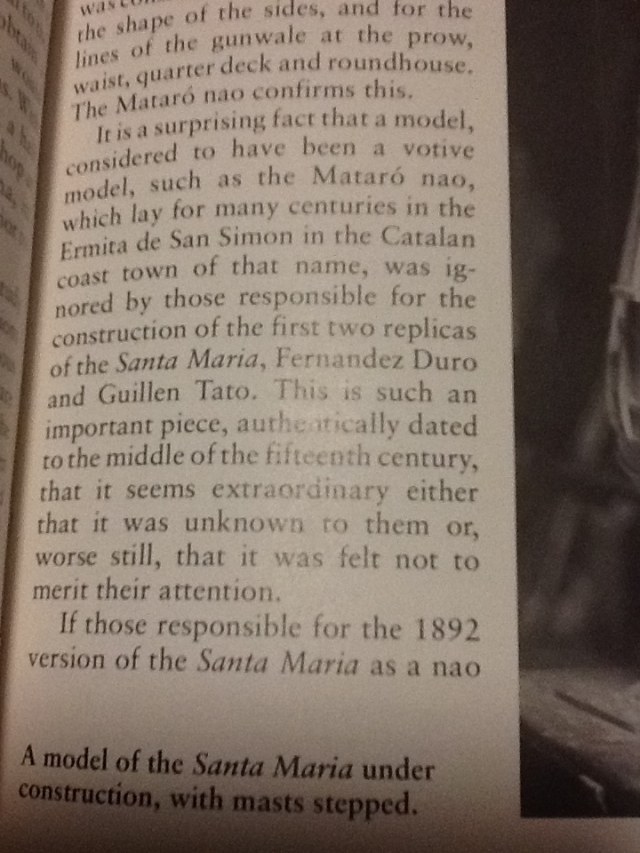 was
the shape of the sides, and for the
lines of the gunwale at the prow,
waist, quarter deck and roundhouse.
The Mataró nao confirms this.
It is a surprising fact that a model,
considered to have been a votive
model, such as the Mataró nao,
which lay for many centuries in the
Ermita de San Simon in the Catalan
coast town of that name, was ig-
nored by those responsible for the
construction of the first two replicas
of the Santa Maria, Fernandez Duro
and Guillen Tato. This is such an
important piece, authentically dated
to the middle of the fifteenth century,
that it seems extraordinary either
that it was unknown to them or,
worse still, that it was felt not to
merit their attention.
If those responsible for the 1892
version of the Santa Maria as a nao
A model of the Santa Maria under
construction, with masts stepped.